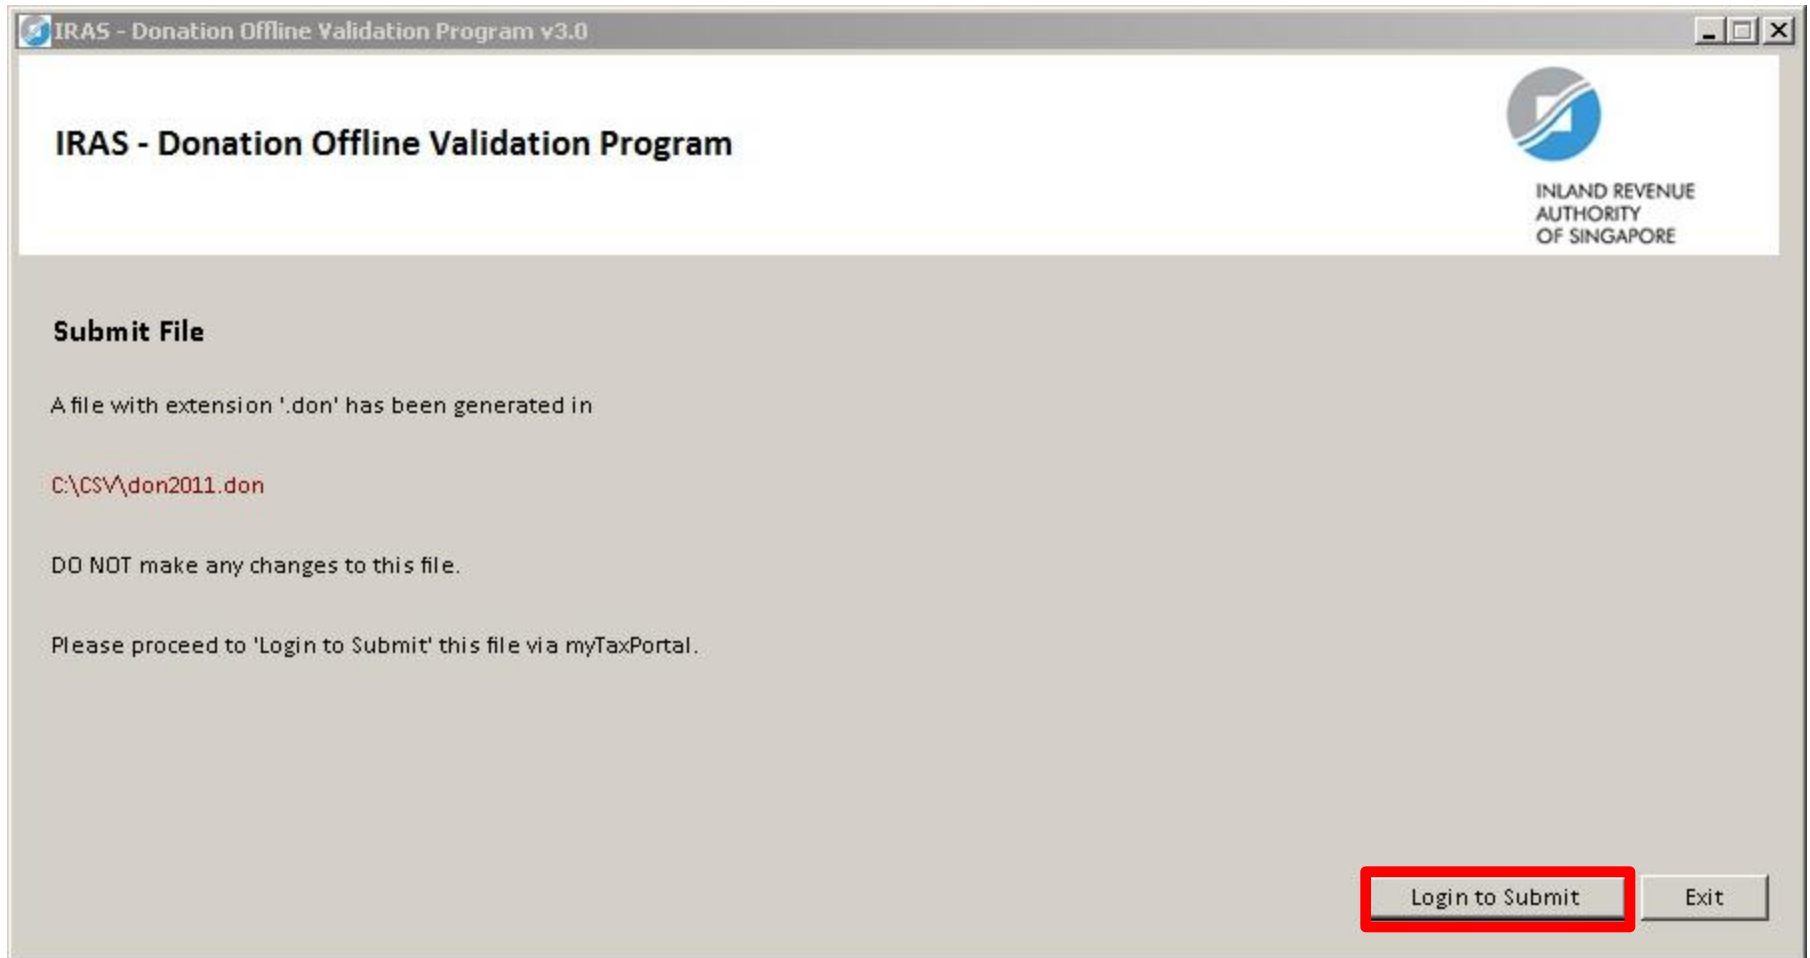 IRAS - Donation Offline Validation Program v3.0
IRAS - Donation Offline Validation Program
INLAND REVENUE
AUTHORITY
OF SINGAPORE
Submit File
A file with extension '.don' has been generated in
C:\CSV\don2011.don
DO NOT make any changes to this file.
Please proceed to 'Login to Submit' this file via myTaxPortal.
Login to Submit
Exit